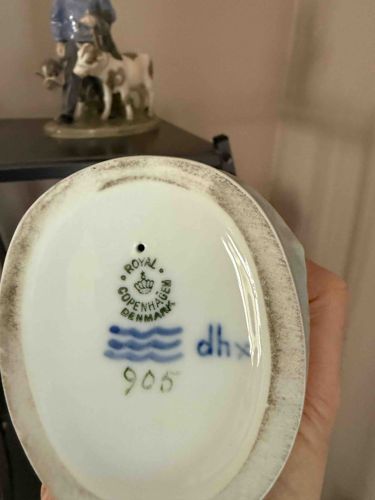 ROYAL
COPENHAGEN
DENMARK
dhx
905